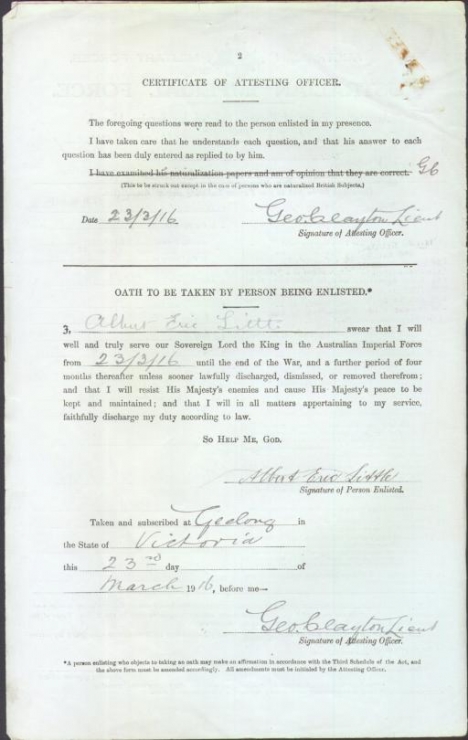 2
CERTIFICATE OF ATTESTING OFFICER.
The foregoing questions were read to the person enlisted in my presence.
I have taken care that he understands each question, and that his answer to each
question has been duly entered as replied to by him.
I have examined his naturalization papers and am of opinion that they are correct. GC
(This to be struck out except in the case of persons who are naturalized British Subjects.)
Date 23/3/16 Geo Clayton Lieut
Signature of Attesting Officer.
OATH TO BE TAKEN BY PERSON BEING ENLISTED.*
I, Albert Eric Little swear that I will
well and truly serve our Sovereign Lord the King in the Australian Imperial Force
from 23/3/16 until the end of the War, and a further period of four
months thereafter unless sooner lawfully discharged, dismissed, or removed therefrom;
and that I will resist His Majesty's enemies and cause His Majesty's peace to be
kept and maintained; and that I will in all matters appertaining to my service,
faithfully discharge my duty according to law.
SO HELP ME, GOD.
Albert Eric Little
Signature of Person Enlisted.
Taken and subscribed at Geelong in
the State of Victoria
this 23rd day of
March 1916, before me—
Geo Clayton Lieut
Signature of Attesting Officer.
*A person enlisting who objects to taking an oath may make an affirmation in accordance with the Third Schedule of the Act, and
the above form must be amended accordingly. All amendments must be initialed by the Attesting Officer.